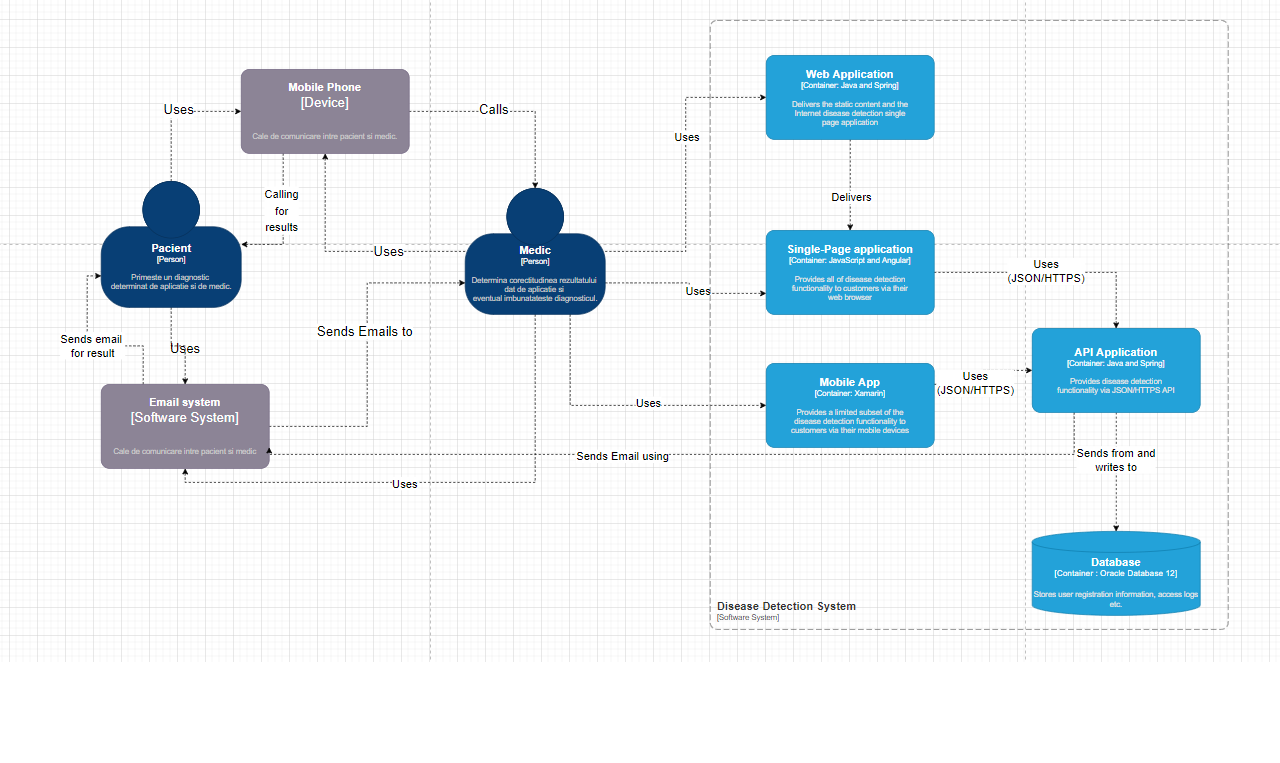 Mobile Phone
[Device]
Cale de comunicare intre pacient si medic.
Uses
Calls
Calling
for
results
Pacient
[Person]
Primeste un diagnostic
determinat de aplicatie si de medic.
Uses
Medic
[Person]
Determina corectitudinea rezultatului
dat de aplicatie si
eventual imbunatateste diagnosticul.
Sends email
for result
Uses
Sends Emails to
Email system
[Software System]
Cale de comunicare intre pacient si medic
Uses
Sends Email using
Uses
Uses
Uses
Web Application
[Container: Java and Spring]
Delivers the static content and the
Internet disease detection single
page application
Delivers
Single-Page application
[Container: JavaScript and Angular]
Provides all of disease detection
functionality to customers via their
web browser
Uses
(JSON/HTTPS)
Mobile App
[Container: Xamarin]
Provides a limited subset of the
disease detection functionality to
customers via their mobile devices
Uses
(JSON/HTTPS)
API Application
[Container: Java and Spring]
Provides disease detection
functionality via JSON/HTTPS API
Sends from and
writes to
Database
[Container : Oracle Database 12]
Stores user registration information, access logs
etc.
Disease Detection System
[Software System]